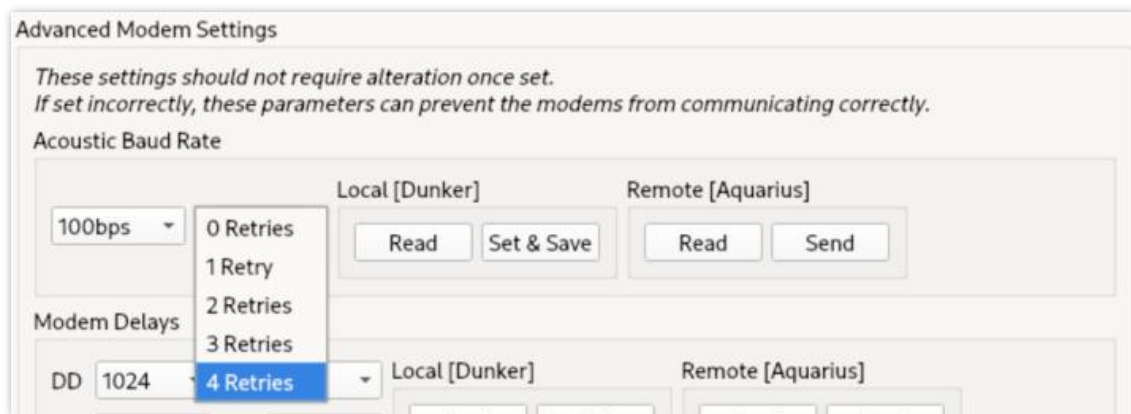 Advanced Modem Settings
These settings should not require alteration once set.
If set incorrectly, these parameters can prevent the modems from communicating correctly.
Acoustic Baud Rate
Local [Dunker] Remote [Aquarius]
100bps 0 Retries Read Set & Save Read Send
1 Retry
2 Retries
Modem Delays 3 Retries
DD 1024 4 Retries Local [Dunker] Remote [Aquarius]